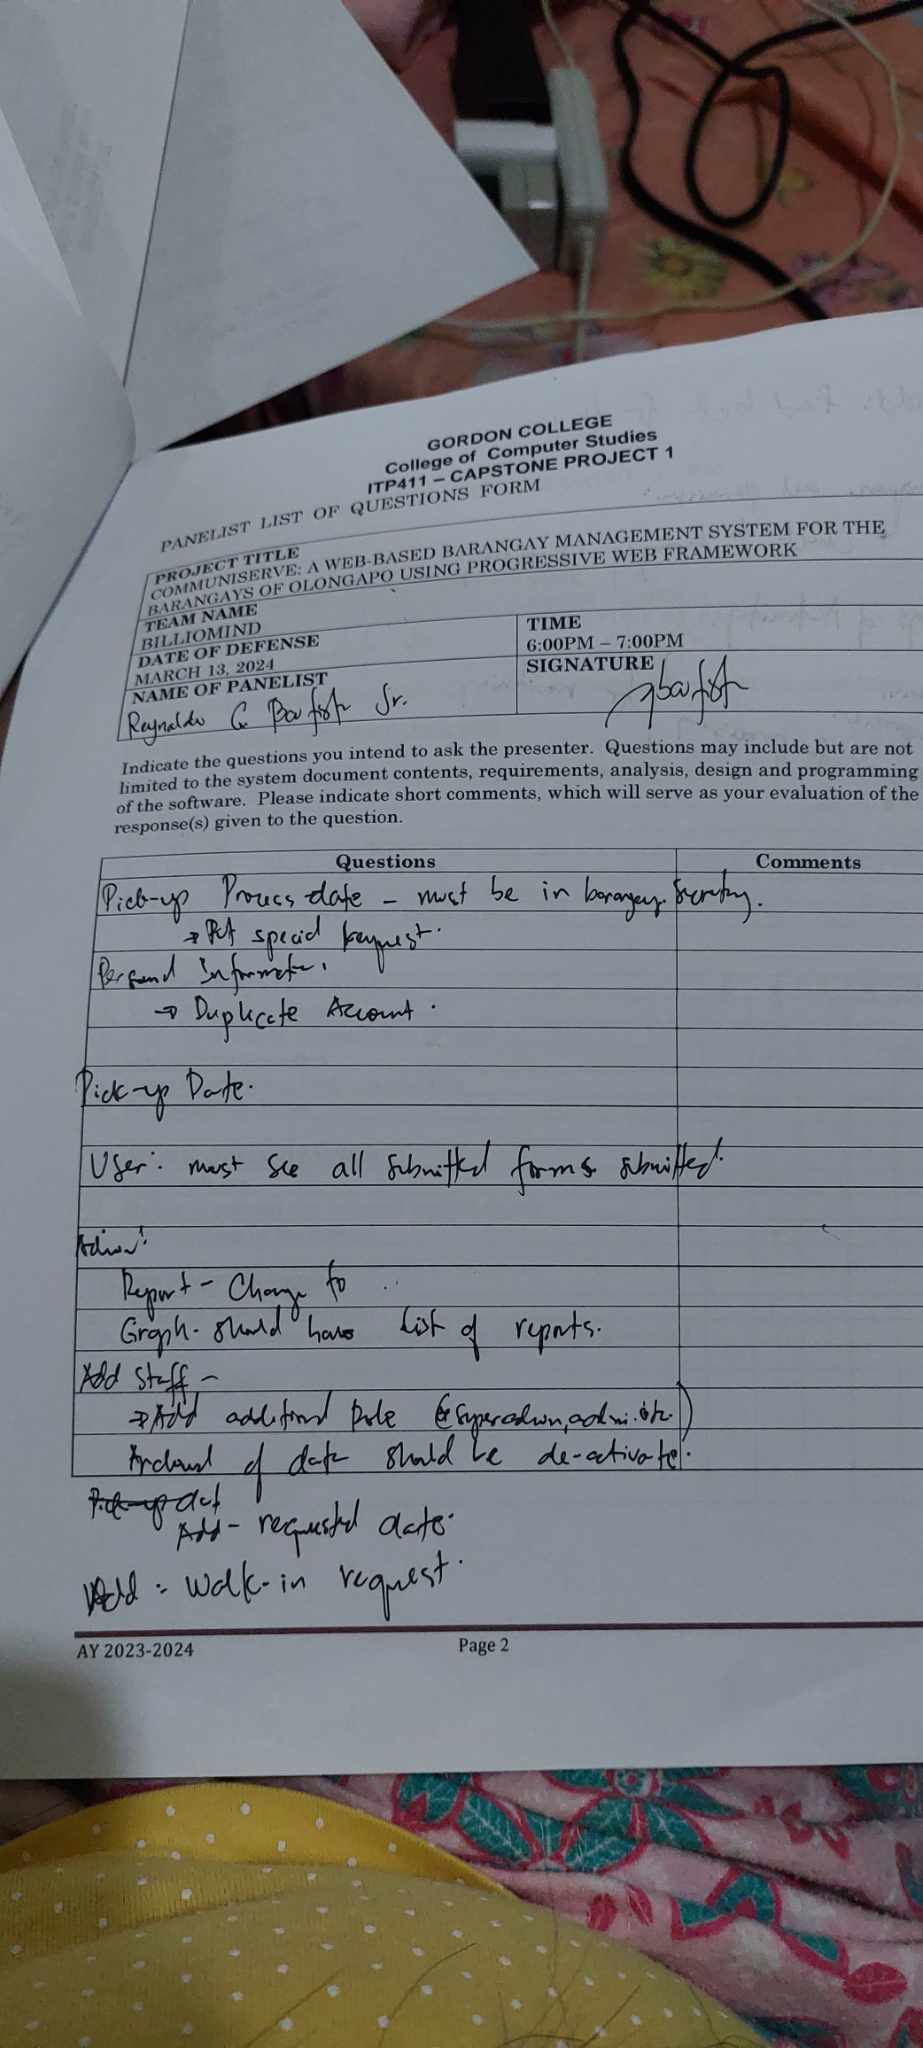 GORDON COLLEGE
College of Computer Studies
ITP411 – CAPSTONE PROJECT 1
PANELIST LIST OF QUESTIONS FORM
PROJECT TITLE
COMMUNISERVE: A WEB-BASED BARANGAY MANAGEMENT SYSTEM FOR THE
BARANGAYS OF OLONGAPO USING PROGRESSIVE WEB FRAMEWORK
TEAM NAME
BILLIOMIND
TIME
6:00PM – 7:00PM
DATE OF DEFENSE
MARCH 13, 2024
SIGNATURE
NAME OF PANELIST
Reynaldo G. Bautista Jr.
Indicate the questions you intend to ask the presenter. Questions may include but are not
limited to the system document contents, requirements, analysis, design and programming
of the software. Please indicate short comments, which will serve as your evaluation of the
response(s) given to the question.
Questions
Comments
Pick-up Process date – must be in barangay Secretary.
→ Put special request.
Personal Information.
→ Duplicate Account.
Pick-up Date.
User: must see all submitted forms submitted.
Admin:
Report – Change to ..
Graph. should have List of reports.
Add Staff –
→ Add additional Role (superadmin, admin. etc.)
of date should be de-activate.
Pick-up
Add – requested date.
Add : Walk-in request.
AY 2023-2024
Page 2